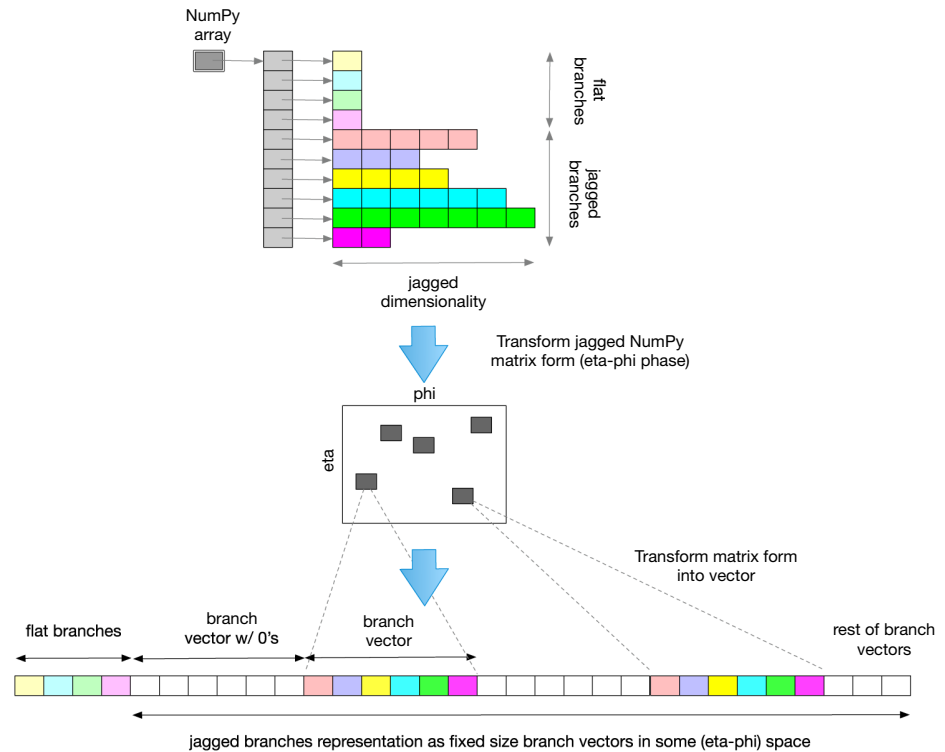 NumPy
array
flat
branches
jagged
branches
jagged
dimensionality
Transform jagged NumPy
matrix form (eta-phi phase)
phi
eta
Transform matrix form
into vector
flat branches
branch
vector w/ 0's
branch
vector
rest of branch
vectors
jagged branches representation as fixed size branch vectors in some (eta-phi) space